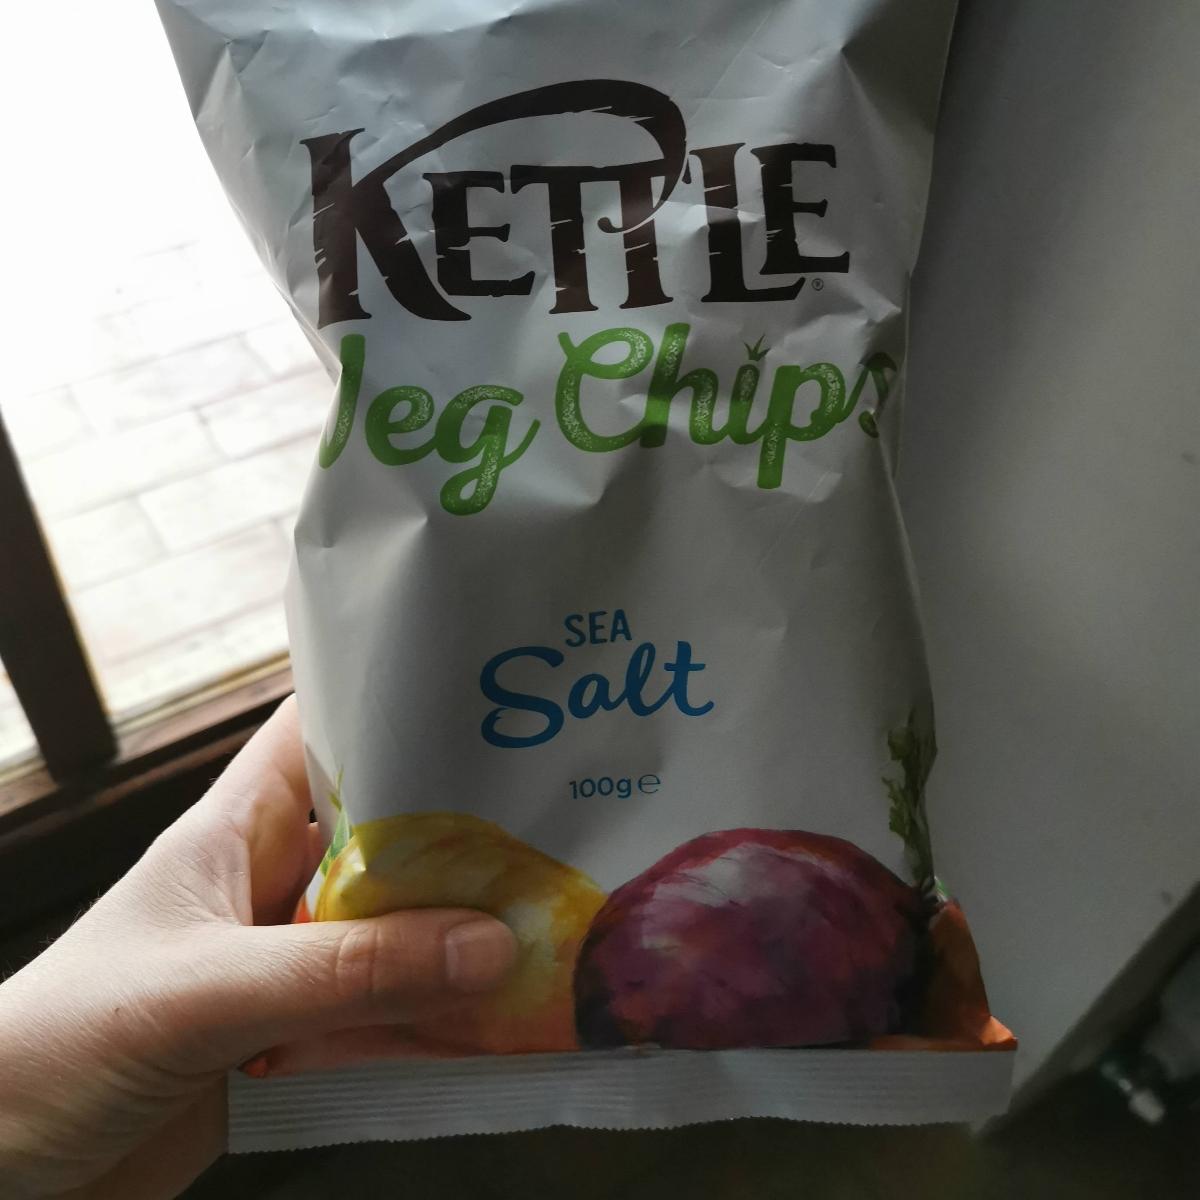 KETTLE®
Veg Chips
SEA
Salt
100g ℮